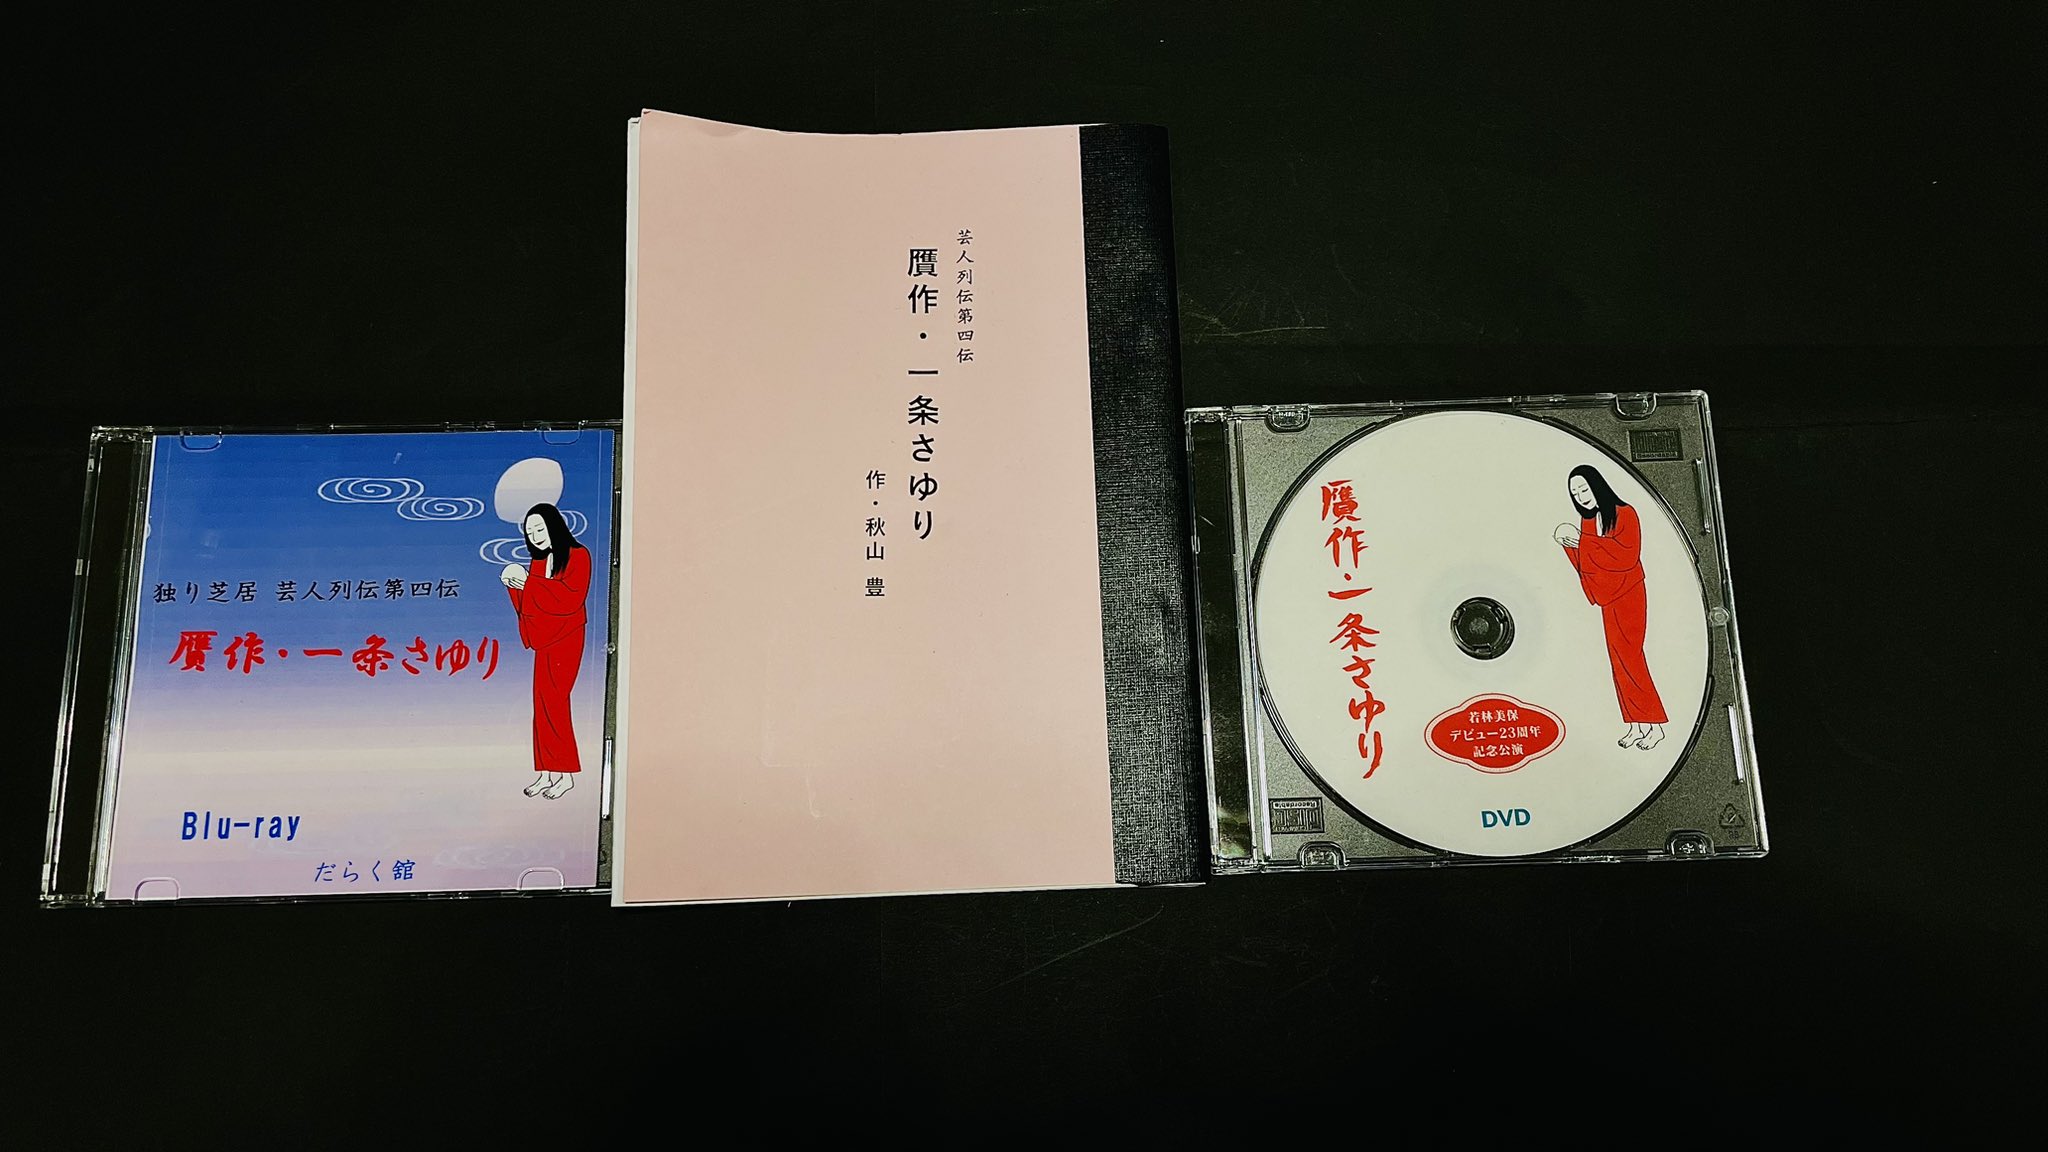 独り芝居 芸人列伝第四伝
贋作・一条さゆり
Blu-ray
だらく舘
芸人列伝第四伝
贋作・一条さゆり
作・秋山 豊
贋作・一条さゆり
若林美保
デビュー23周年
記念公演
DVD
Recordable